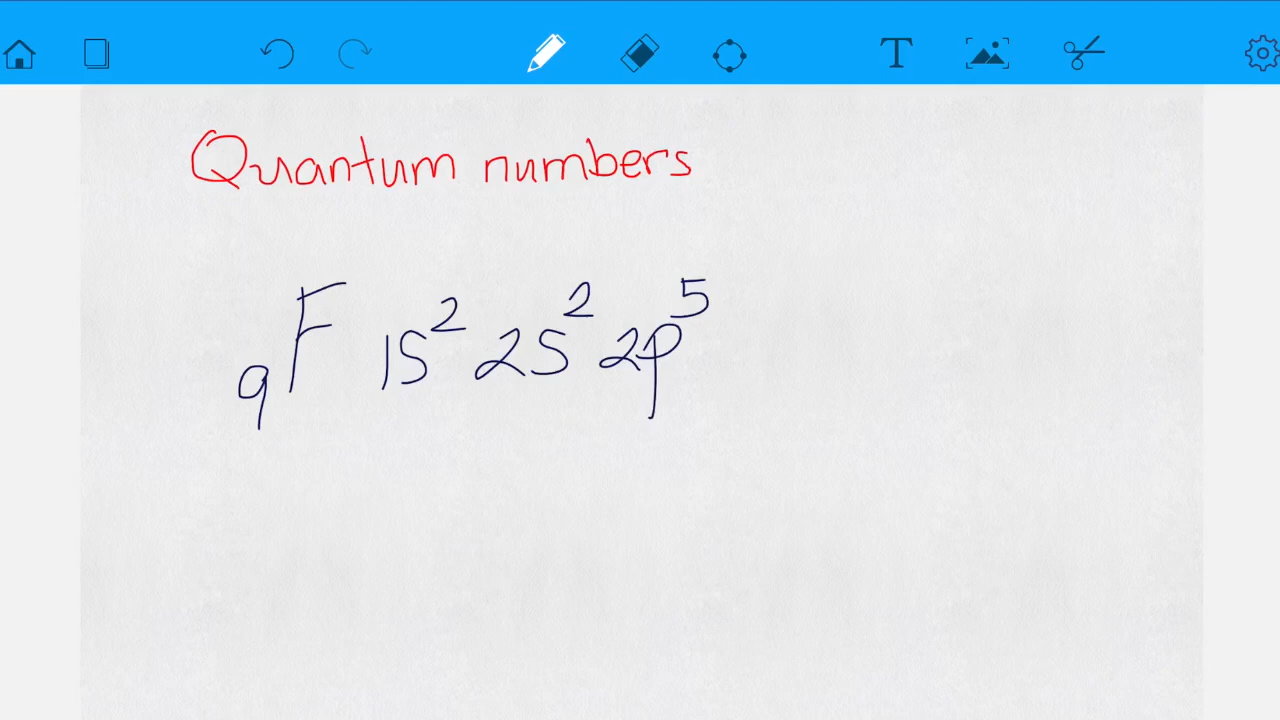 Quantum numbers
₉F 1S² 2S² 2p⁵
T